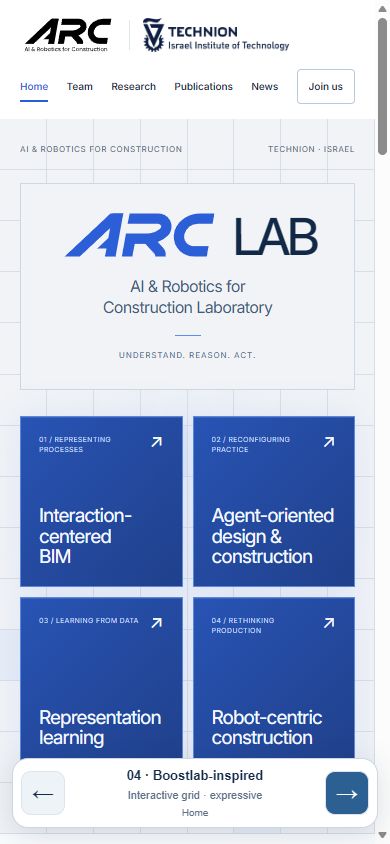 ARC
AI & Robotics for Construction
TECHNION
Israel Institute of Technology
Home
Team
Research
Publications
News
Join us
AI & ROBOTICS FOR CONSTRUCTION
TECHNION · ISRAEL
ARC LAB
AI & Robotics for
Construction Laboratory
UNDERSTAND. REASON. ACT.
01 / REPRESENTING
PROCESSES
Interaction-
centered
BIM
02 / RECONFIGURING
PRACTICE
Agent-oriented
design &
construction
03 / LEARNING FROM DATA
Representation
learning
04 / RETHINKING
PRODUCTION
Robot-centric
construction
04 · Boostlab-inspired
Interactive grid · expressive
Home